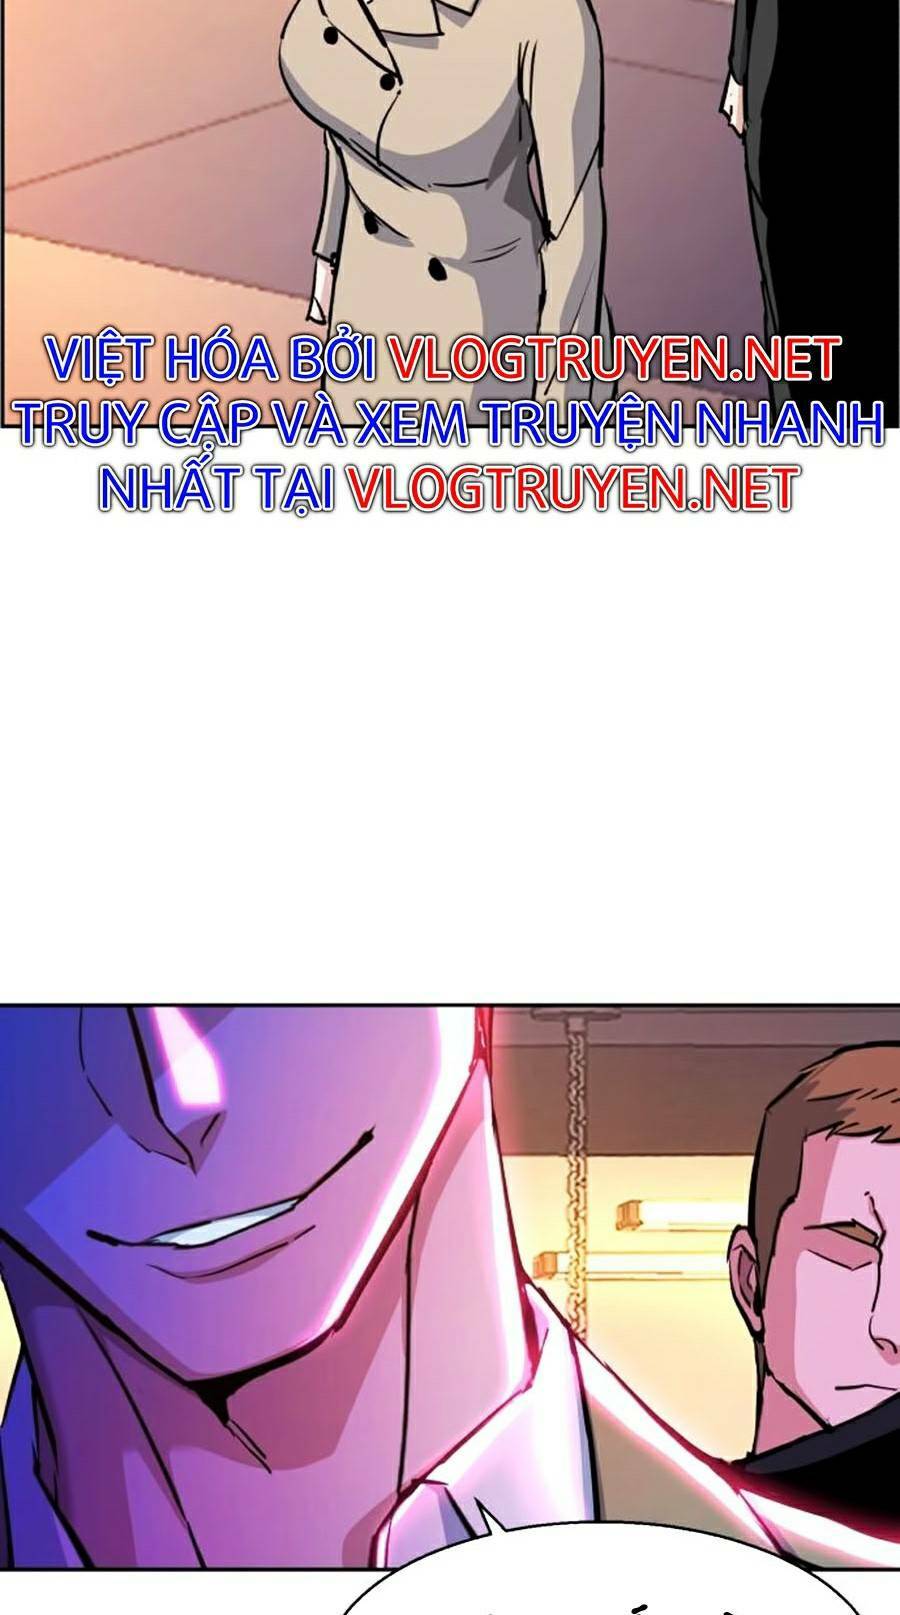 VIỆT HÓA BỞI VLOGTRUYEN.NET
TRUY CẬP VÀ XEM TRUYỆN NHANH
NHẤT TẠI VLOGTRUYEN.NET